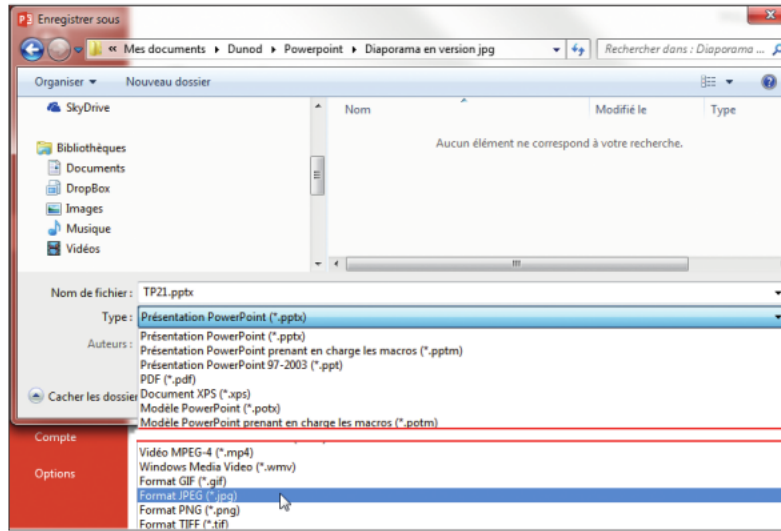 Enregistrer sous
« Mes documents Dunod Powerpoint Diaporama en version jpg
Rechercher dans : Diaporama ...
Organiser Nouveau dossier
SkyDrive
Nom Modifié le Type
Bibliothèques
Aucun élément ne correspond à votre recherche.
Documents
DropBox
Images
Musique
Vidéos
Nom de fichier : TP21.pptx
Type : Présentation PowerPoint (*.pptx)
Auteurs :
Présentation PowerPoint (*.pptx)
Présentation PowerPoint prenant en charge les macros (*.pptm)
Présentation PowerPoint 97-2003 (*.ppt)
PDF (*.pdf)
Document XPS (*.xps)
Modèle PowerPoint (*.potx)
Modèle PowerPoint prenant en charge les macros (*.potm)
Cacher les dossier
Compte
Options
Vidéo MPEG-4 (*.mp4)
Windows Media Video (*.wmv)
Format GIF (*.gif)
Format JPEG (*.jpg)
Format PNG (*.png)
Format TIFF (*.tif)